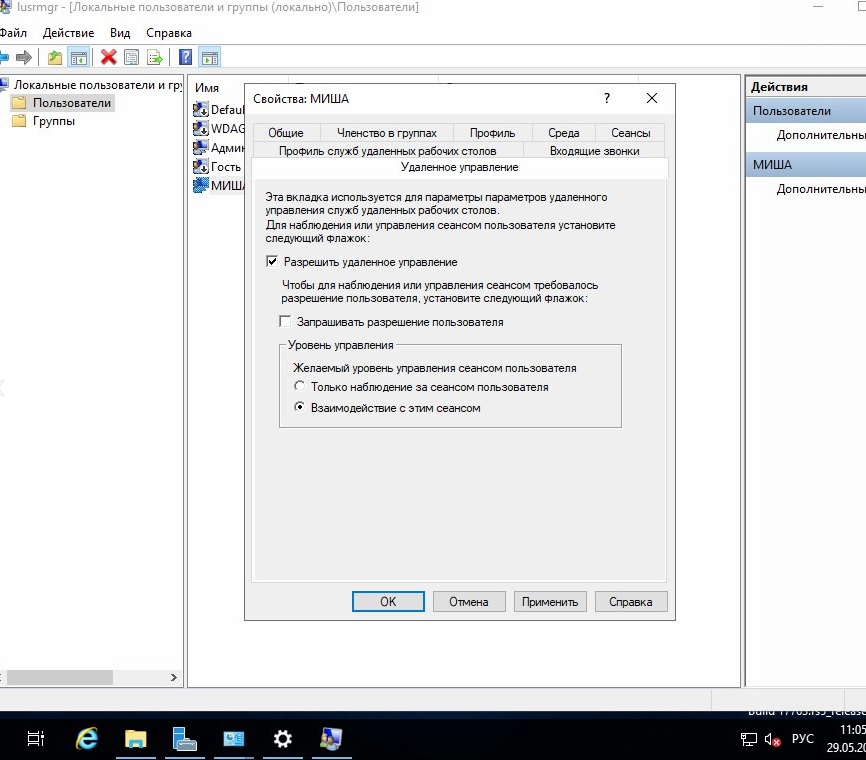 lusrmgr - [Локальные пользователи и группы (локально)\Пользователи]
Файл Действие Вид Справка
Локальные пользователи и гру
Пользователи
Группы
Имя
Defau
WDAG
Админ
Гость
МИША
Свойства: МИША
Общие Членство в группах Профиль Среда Сеансы
Профиль служб удаленных рабочих столов Входящие звонки
Удаленное управление
Эта вкладка используется для параметры параметров удаленного
управления служб удаленных рабочих столов.
Для наблюдения или управления сеансом пользователя установите
следующий флажок:
Разрешить удаленное управление
Чтобы для наблюдения или управления сеансом требовалось
разрешение пользователя, установите следующий флажок:
Запрашивать разрешение пользователя
Уровень управления
Желаемый уровень управления сеансом пользователя
Только наблюдение за сеансом пользователя
Взаимодействие с этим сеансом
OK Отмена Применить Справка
Действия
Пользователи
Дополнительны
МИША
Дополнительны
РУС
11:05
29.05.20